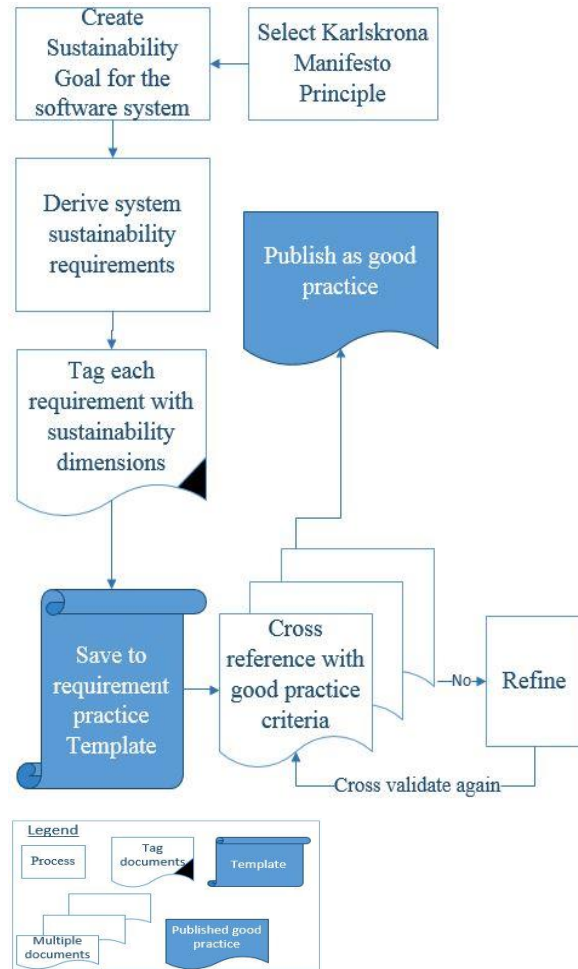 Create
Sustainability
Goal for the
software system
Select Karlskrona
Manifesto
Principle
Derive system
sustainability
requirements
Publish as good
practice
Tag each
requirement with
sustainability
dimensions
Save to
requirement
practice
Template
Cross
reference with
good practice
criteria
No
Refine
Cross validate again
Legend
Process
Tag
documents
Template
Multiple
documents
Published good
practice